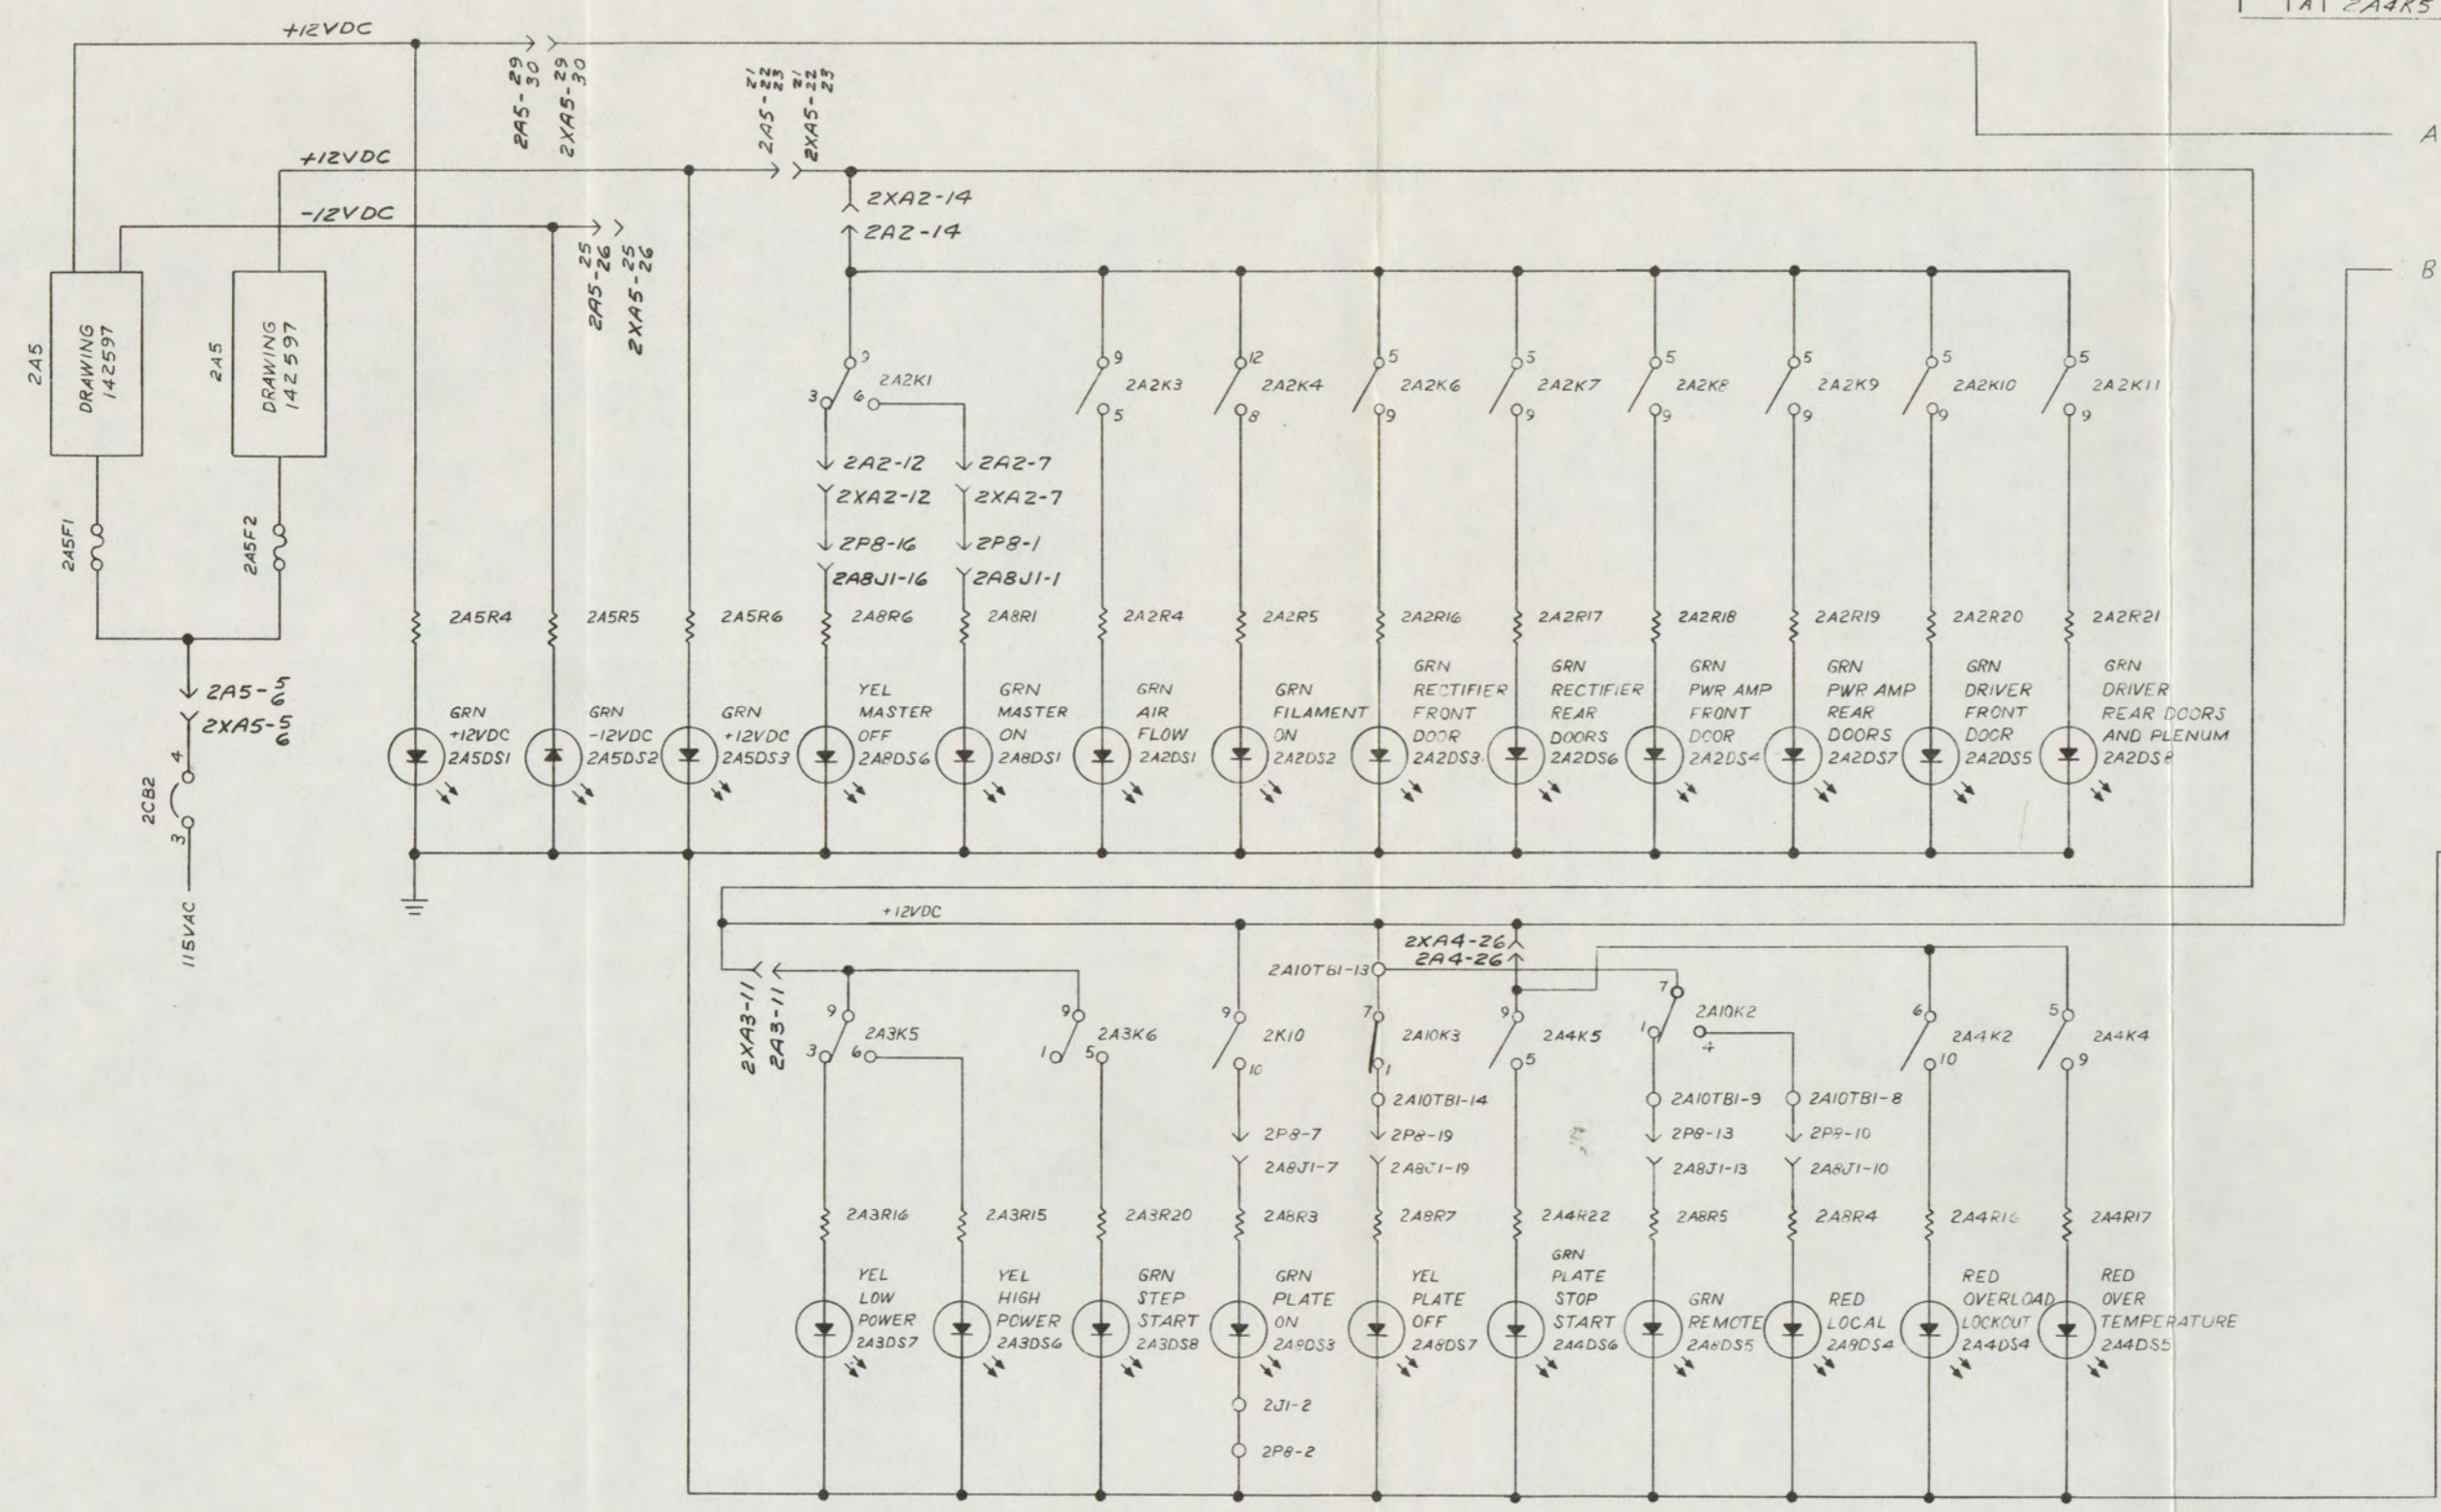 1A1 2A4K5
+12VDC
2A5-29
30
2XA5-29
30
A
+12VDC
2A5-21
22
23
2XA5-21
22
23
-12VDC
2A5-25
26
2XA5-25
26
2XA2-14
2A2-14
B
2A5
DRAWING
142597
2A5
DRAWING
142597
9
3
6
2A2K1
9
2A2K3
5
12
2A2K4
8
5
2A2K6
9
5
2A2K7
9
5
2A2K8
9
5
2A2K9
9
5
2A2K10
9
5
2A2K11
9
2A2-12
2XA2-12
2P8-16
2A8J1-16
2A2-7
2XA2-7
2P8-1
2A8J1-1
2A5F1
2A5F2
2A5R4
2A5R5
2A5R6
2A8R6
2A8R1
2A2R4
2A2R5
2A2R16
2A2R17
2A2R18
2A2R19
2A2R20
2A2R21
2A5-5
6
2XA5-5
6
4
2CB2
3
115VAC
GRN
+12VDC
2A5DS1
GRN
-12VDC
2A5DS2
GRN
+12VDC
2A5DS3
YEL
MASTER
OFF
2A8DS6
GRN
MASTER
ON
2A8DS1
GRN
AIR
FLOW
2A2DS1
GRN
FILAMENT
ON
2A2DS2
GRN
RECTIFIER
FRONT
DOOR
2A2DS3
GRN
RECTIFIER
REAR
DOORS
2A2DS6
GRN
PWR AMP
FRONT
DOOR
2A2DS4
GRN
PWR AMP
REAR
DOORS
2A2DS7
GRN
DRIVER
FRONT
DOOR
2A2DS5
GRN
DRIVER
REAR DOORS
AND PLENUM
2A2DS8
+12VDC
2XA3-11
2A3-11
9
3
6
2A3K5
9
1
5
2A3K6
9
2K10
10
2A10TB1-13
7
2A10K3
1
2XA4-26
2A4-26
9
2A4K5
5
7
2A10K2
1
4
6
2A4K2
10
5
2A4K4
9
2A10TB1-14
2A10TB1-9
2A10TB1-8
2P8-7
2A8J1-7
2P8-19
2A8J1-19
2P8-13
2A8J1-13
2P8-10
2A8J1-10
2A3R16
2A3R15
2A3R20
2A8R3
2A8R7
2A4R22
2A8R5
2A8R4
2A4R16
2A4R17
YEL
LOW
POWER
2A3DS7
YEL
HIGH
POWER
2A3DS6
GRN
STEP
START
2A3DS8
GRN
PLATE
ON
2A8DS3
YEL
PLATE
OFF
2A8DS7
GRN
PLATE
STOP
START
2A4DS6
GRN
REMOTE
2A8DS5
RED
LOCAL
2A8DS4
RED
OVERLOAD
LOCKOUT
2A4DS4
RED
OVER
TEMPERATURE
2A4DS5
2J1-2
2P8-2